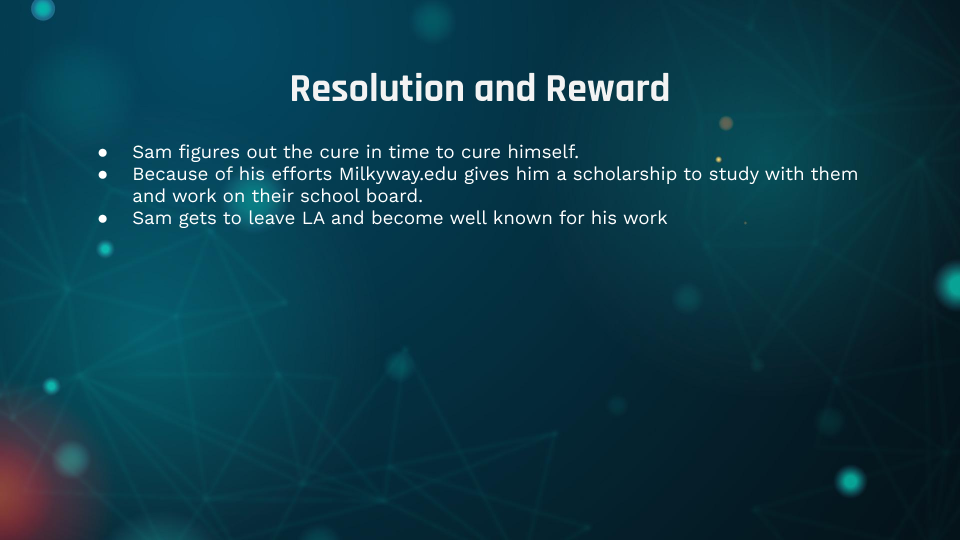 Resolution and Reward
● Sam figures out the cure in time to cure himself.
● Because of his efforts Milkyway.edu gives him a scholarship to study with them
and work on their school board.
● Sam gets to leave LA and become well known for his work